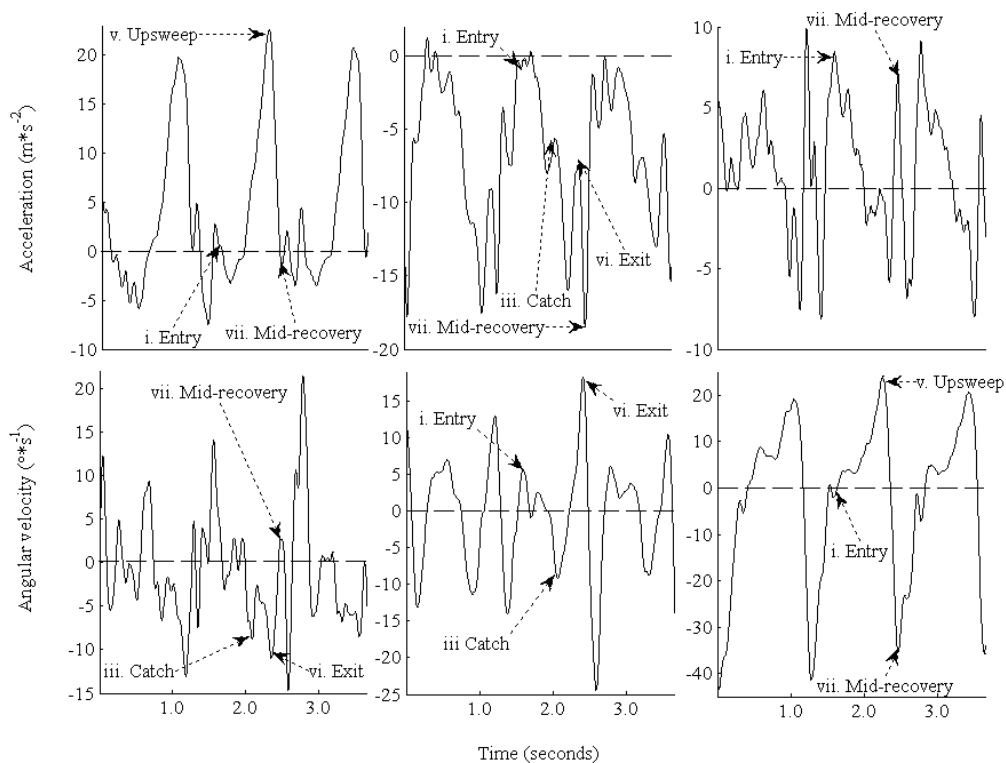 Acceleration (m*s-2)
20
15
10
5
0
-5
-10
v. Upsweep
i. Entry
vii. Mid-recovery
0
-5
-10
-15
-20
i. Entry
iii. Catch
vi. Exit
vii. Mid-recovery
10
5
0
-5
-10
i. Entry
vii. Mid-recovery
Angular velocity (°*s-1)
20
15
10
5
0
-5
-10
-15
1.0 2.0 3.0
vii. Mid-recovery
iii. Catch
vi. Exit
15
10
5
0
-5
-10
-15
-20
-25
1.0 2.0 3.0
i. Entry
vi. Exit
iii Catch
20
10
0
-10
-20
-30
-40
1.0 2.0 3.0
v. Upsweep
i. Entry
vii. Mid-recovery
Time (seconds)